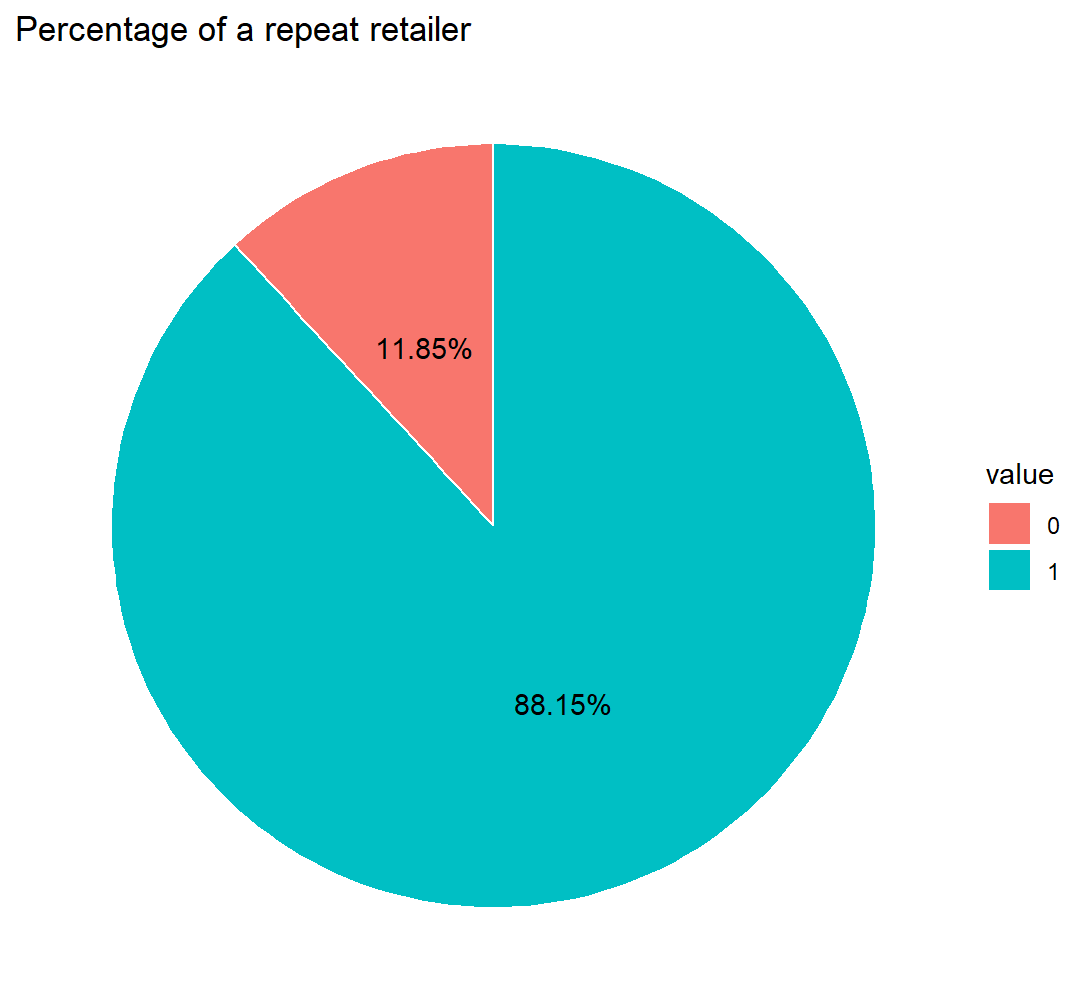 Percentage of a repeat retailer
11.85%
value
0
1
88.15%